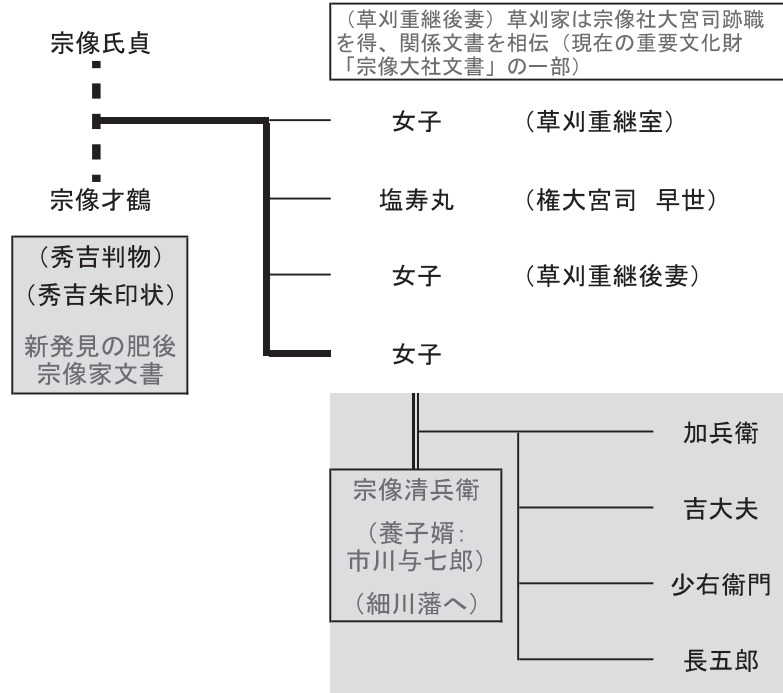 宗像氏貞
（草刈重継後妻）草刈家は宗像社大宮司跡職
を得、関係文書を相伝（現在の重要文化財
「宗像大社文書」の一部）
女子　（草刈重継室）
宗像才鶴
塩寿丸　（権大宮司　早世）
（秀吉判物）
（秀吉朱印状）
新発見の肥後
宗像家文書
女子　（草刈重継後妻）
女子
宗像清兵衛
（養子婿：
市川与七郎）
（細川藩へ）
加兵衛
吉大夫
少右衞門
長五郎